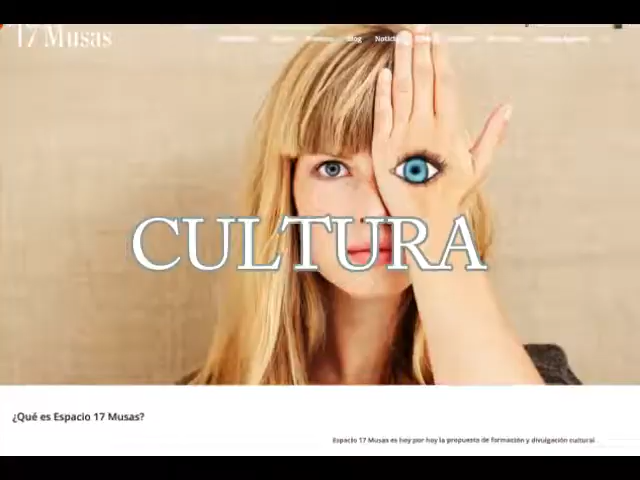 17 Musas
Blog Noticias
CULTURA
¿Qué es Espacio 17 Musas?
Espacio 17 Musas es hoy por hoy la propuesta de formación y divulgación cultural